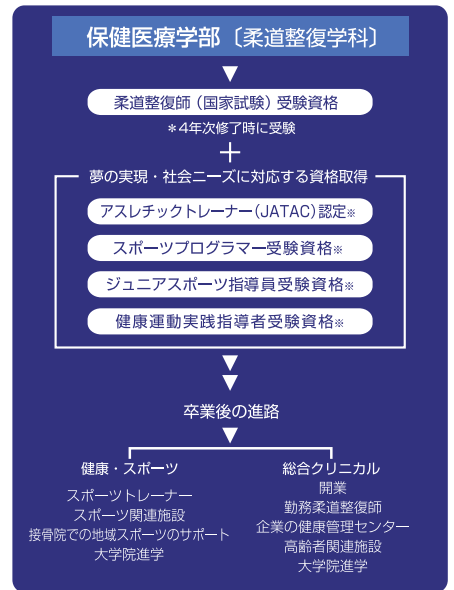 保健医療学部〔柔道整復学科〕
柔道整復師（国家試験）受験資格
＊4年次修了時に受験
＋
夢の実現・社会ニーズに対応する資格取得
アスレチックトレーナー（JATAC）認定※
スポーツプログラマー受験資格※
ジュニアスポーツ指導員受験資格※
健康運動実践指導者受験資格※
卒業後の進路
健康・スポーツ
スポーツトレーナー
スポーツ関連施設
接骨院での地域スポーツのサポート
大学院進学
総合クリニカル
開業
勤務柔道整復師
企業の健康管理センター
高齢者関連施設
大学院進学